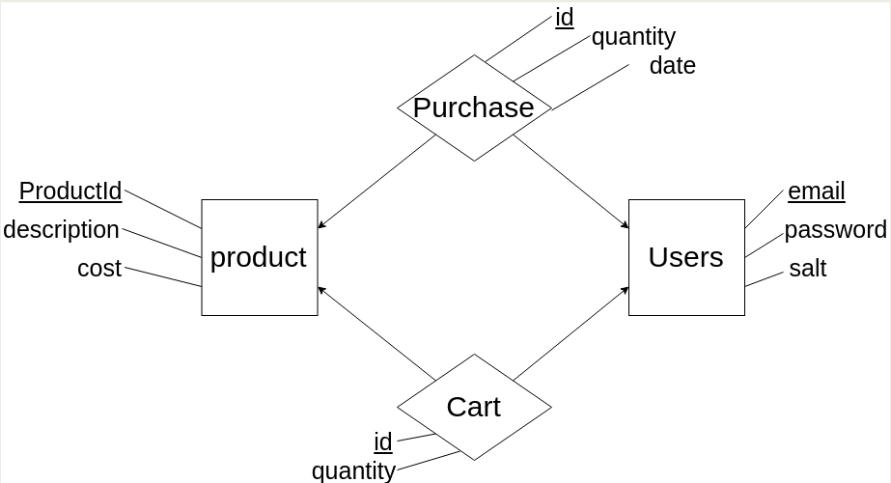 id
quantity
date
Purchase
ProductId
description
cost
product
Users
email
password
salt
Cart
id
quantity